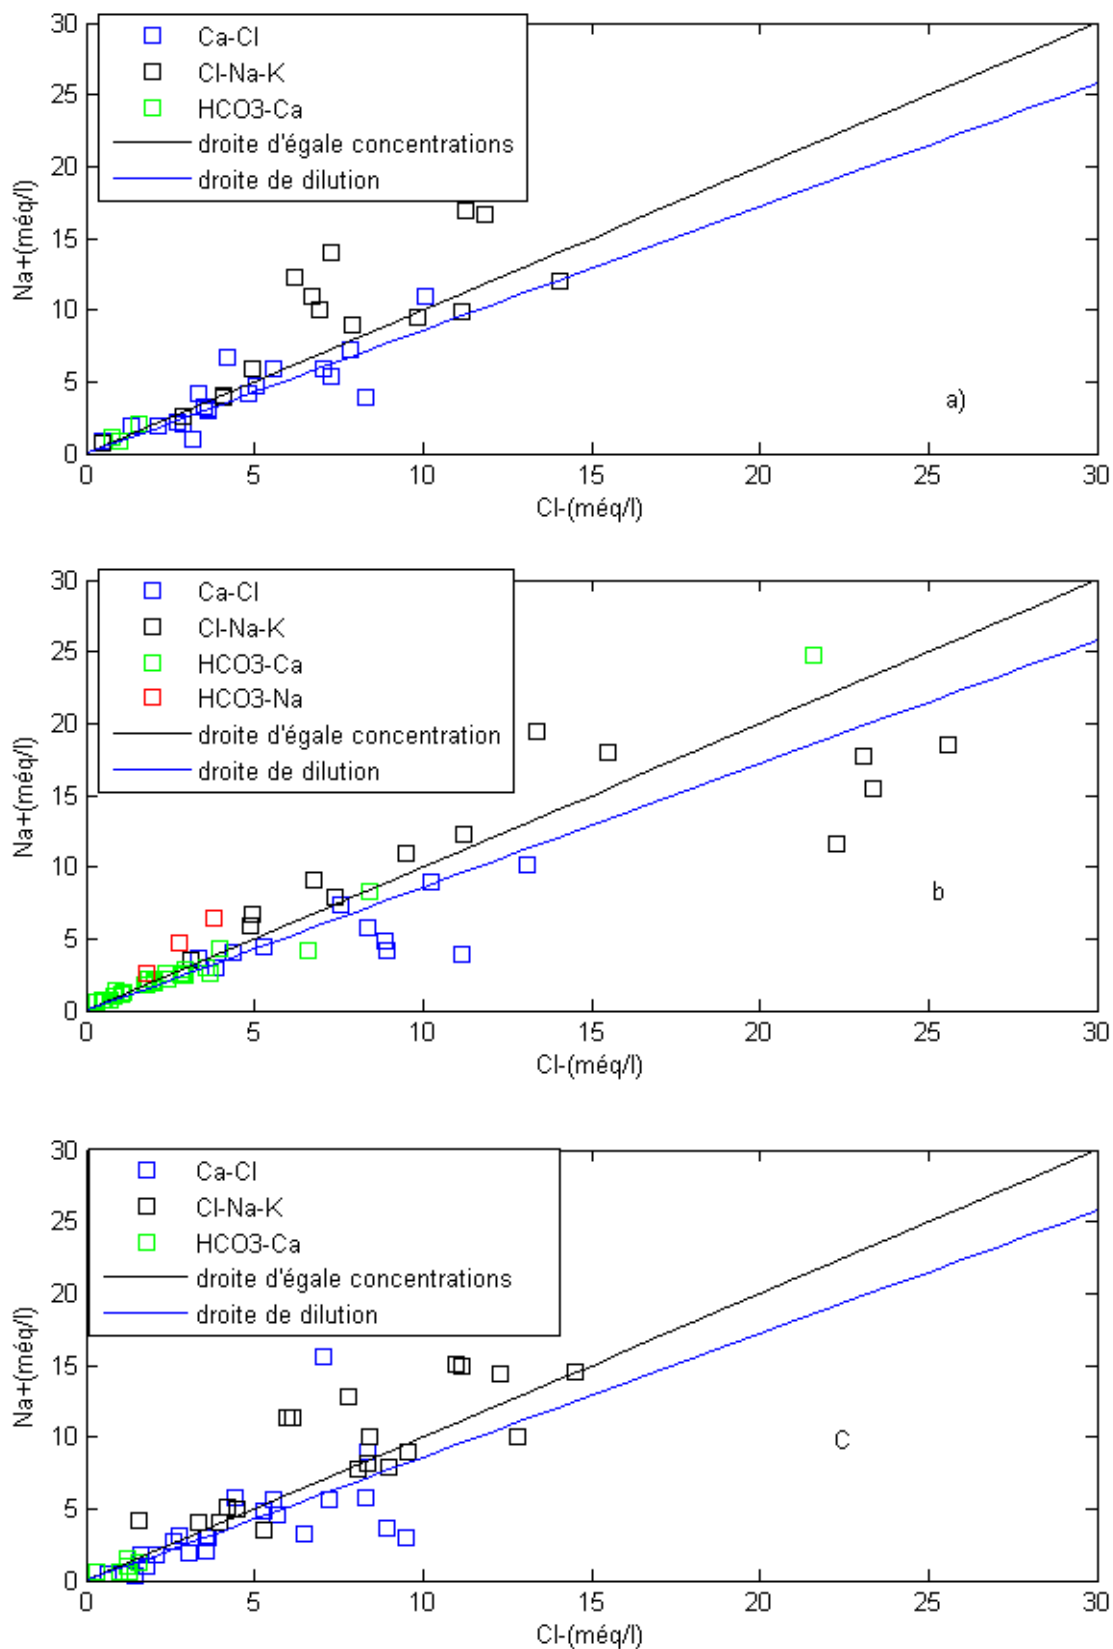 30
25
20
15
10
5
0
Na+(méq/l)
Ca-Cl
Cl-Na-K
HCO3-Ca
droite d'égale concentrations
droite de dilution
a)
0 5 10 15 20 25 30
Cl-(méq/l)
30
25
20
15
10
5
0
Na+(méq/l)
Ca-Cl
Cl-Na-K
HCO3-Ca
HCO3-Na
droite d'égale concentration
droite de dilution
b
0 5 10 15 20 25 30
Cl-(méq/l)
30
25
20
15
10
5
0
Na+(méq/l)
Ca-Cl
Cl-Na-K
HCO3-Ca
droite d'égale concentrations
droite de dilution
C
0 5 10 15 20 25 30
Cl-(méq/l)